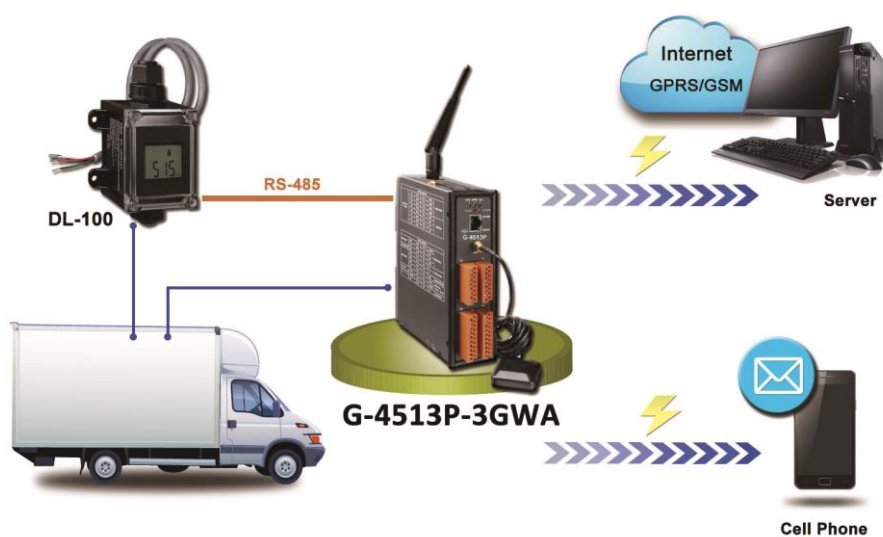 Internet
GPRS/GSM
RS-485
DL-100
515
G-4513P
Server
G-4513P-3GWA
Cell Phone